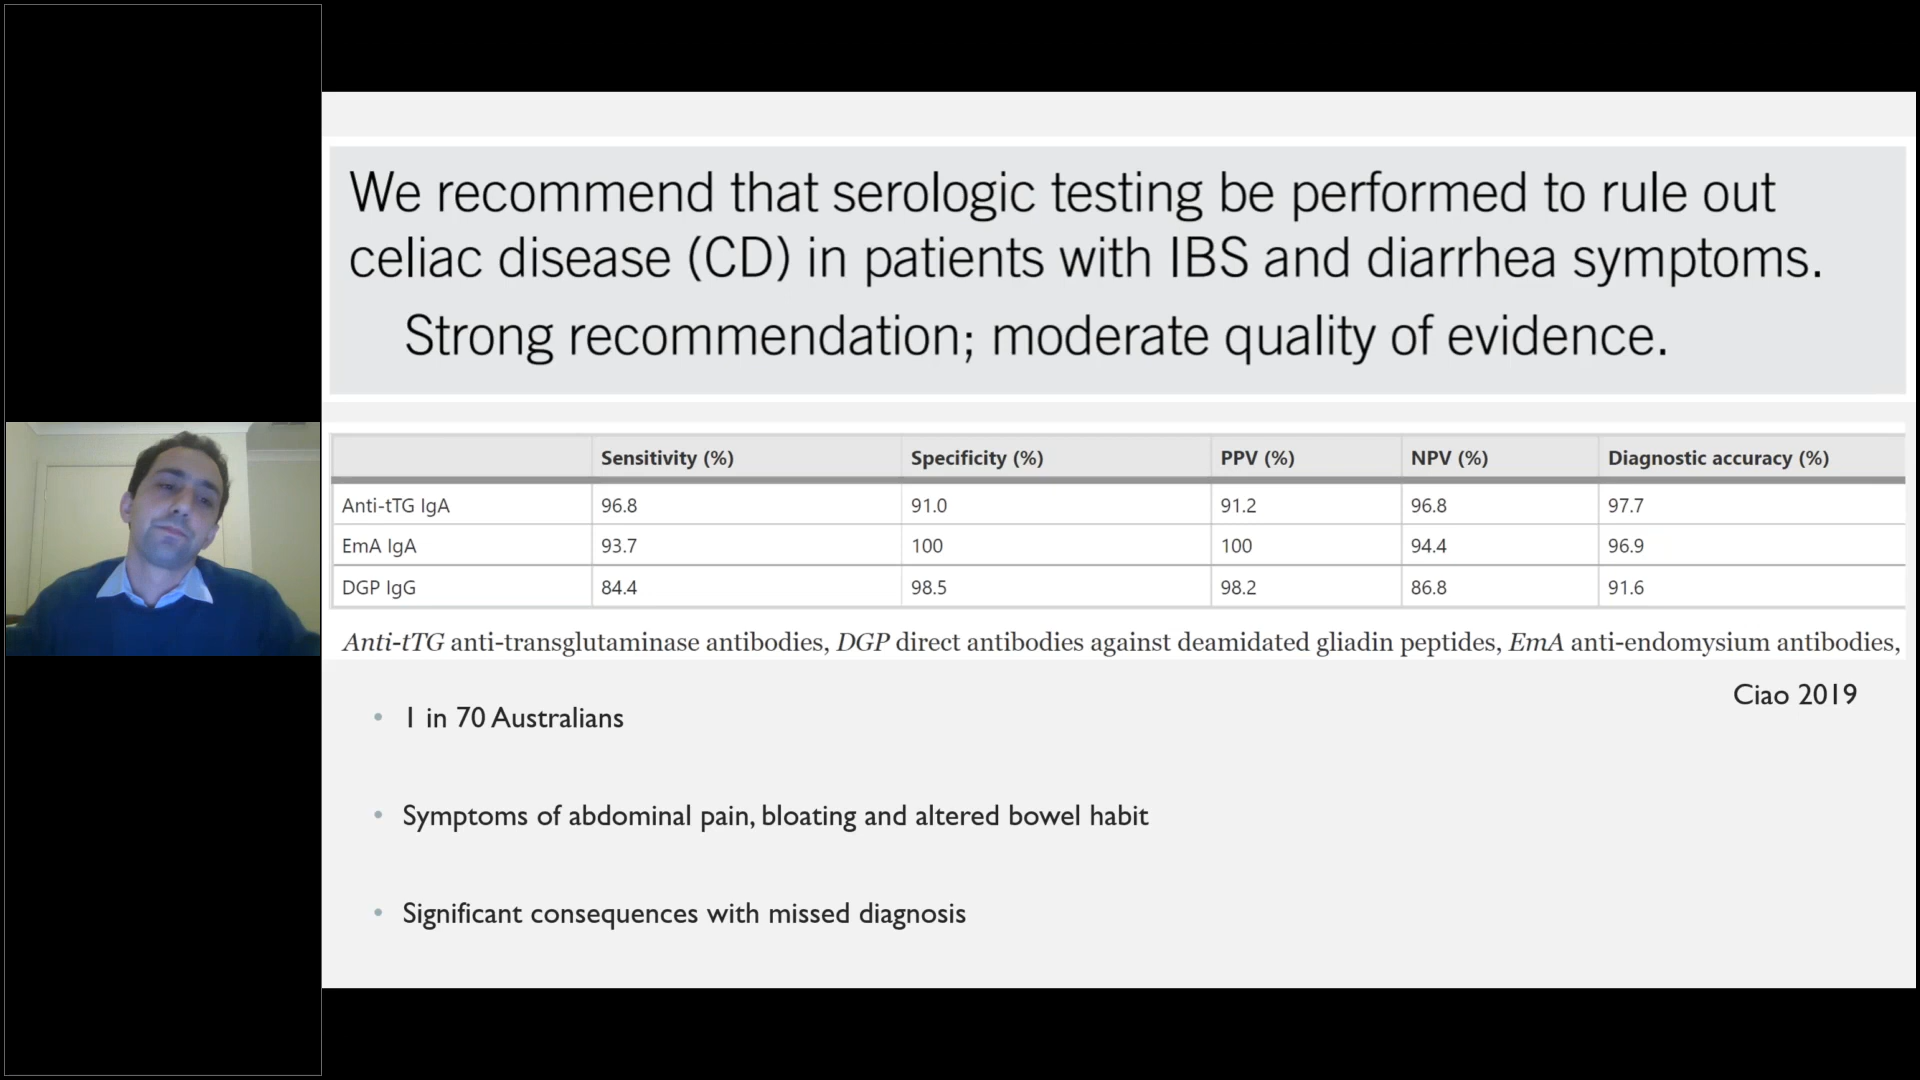 We recommend that serologic testing be performed to rule out
celiac disease (CD) in patients with IBS and diarrhea symptoms.
Strong recommendation; moderate quality of evidence.
Sensitivity (%) Specificity (%) PPV (%) NPV (%) Diagnostic accuracy (%)
Anti-tTG IgA 96.8 91.0 91.2 96.8 97.7
EmA IgA 93.7 100 100 94.4 96.9
DGP IgG 84.4 98.5 98.2 86.8 91.6
Anti-tTG anti-transglutaminase antibodies, DGP direct antibodies against deamidated gliadin peptides, EmA anti-endomysium antibodies,
Ciao 2019
• 1 in 70 Australians
• Symptoms of abdominal pain, bloating and altered bowel habit
• Significant consequences with missed diagnosis